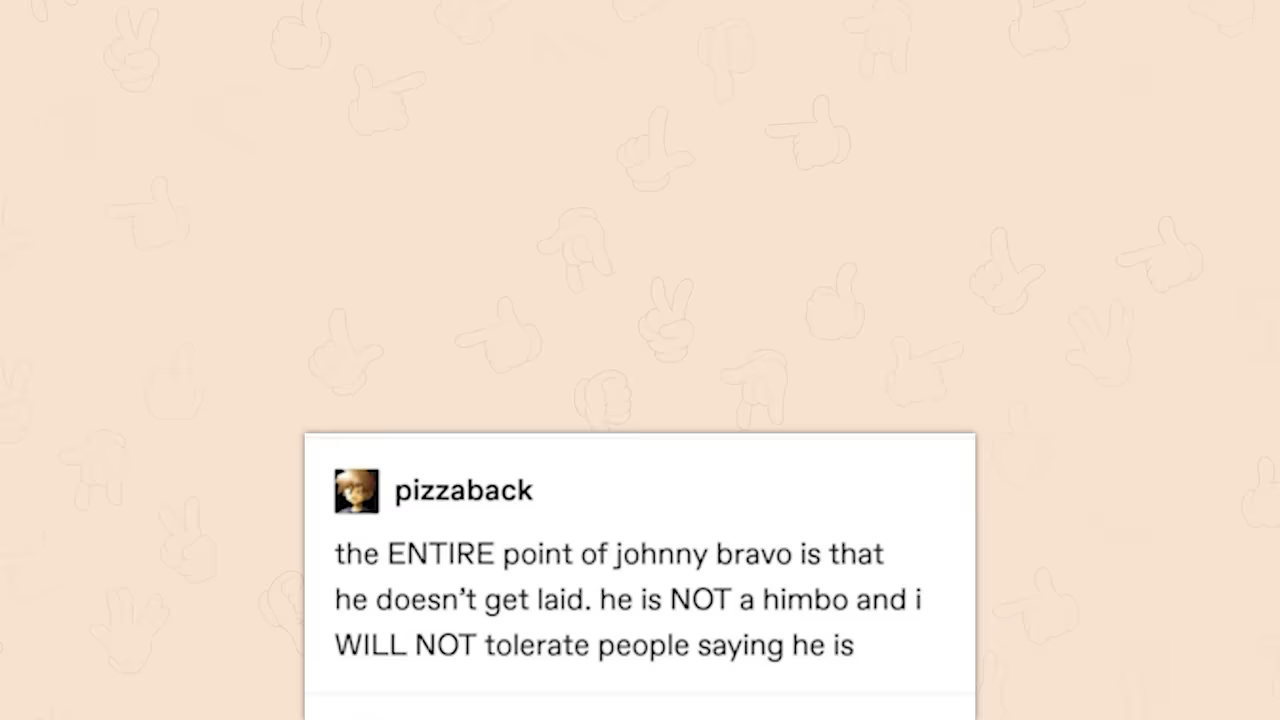 pizzaback
the ENTIRE point of johnny bravo is that
he doesn’t get laid. he is NOT a himbo and i
WILL NOT tolerate people saying he is